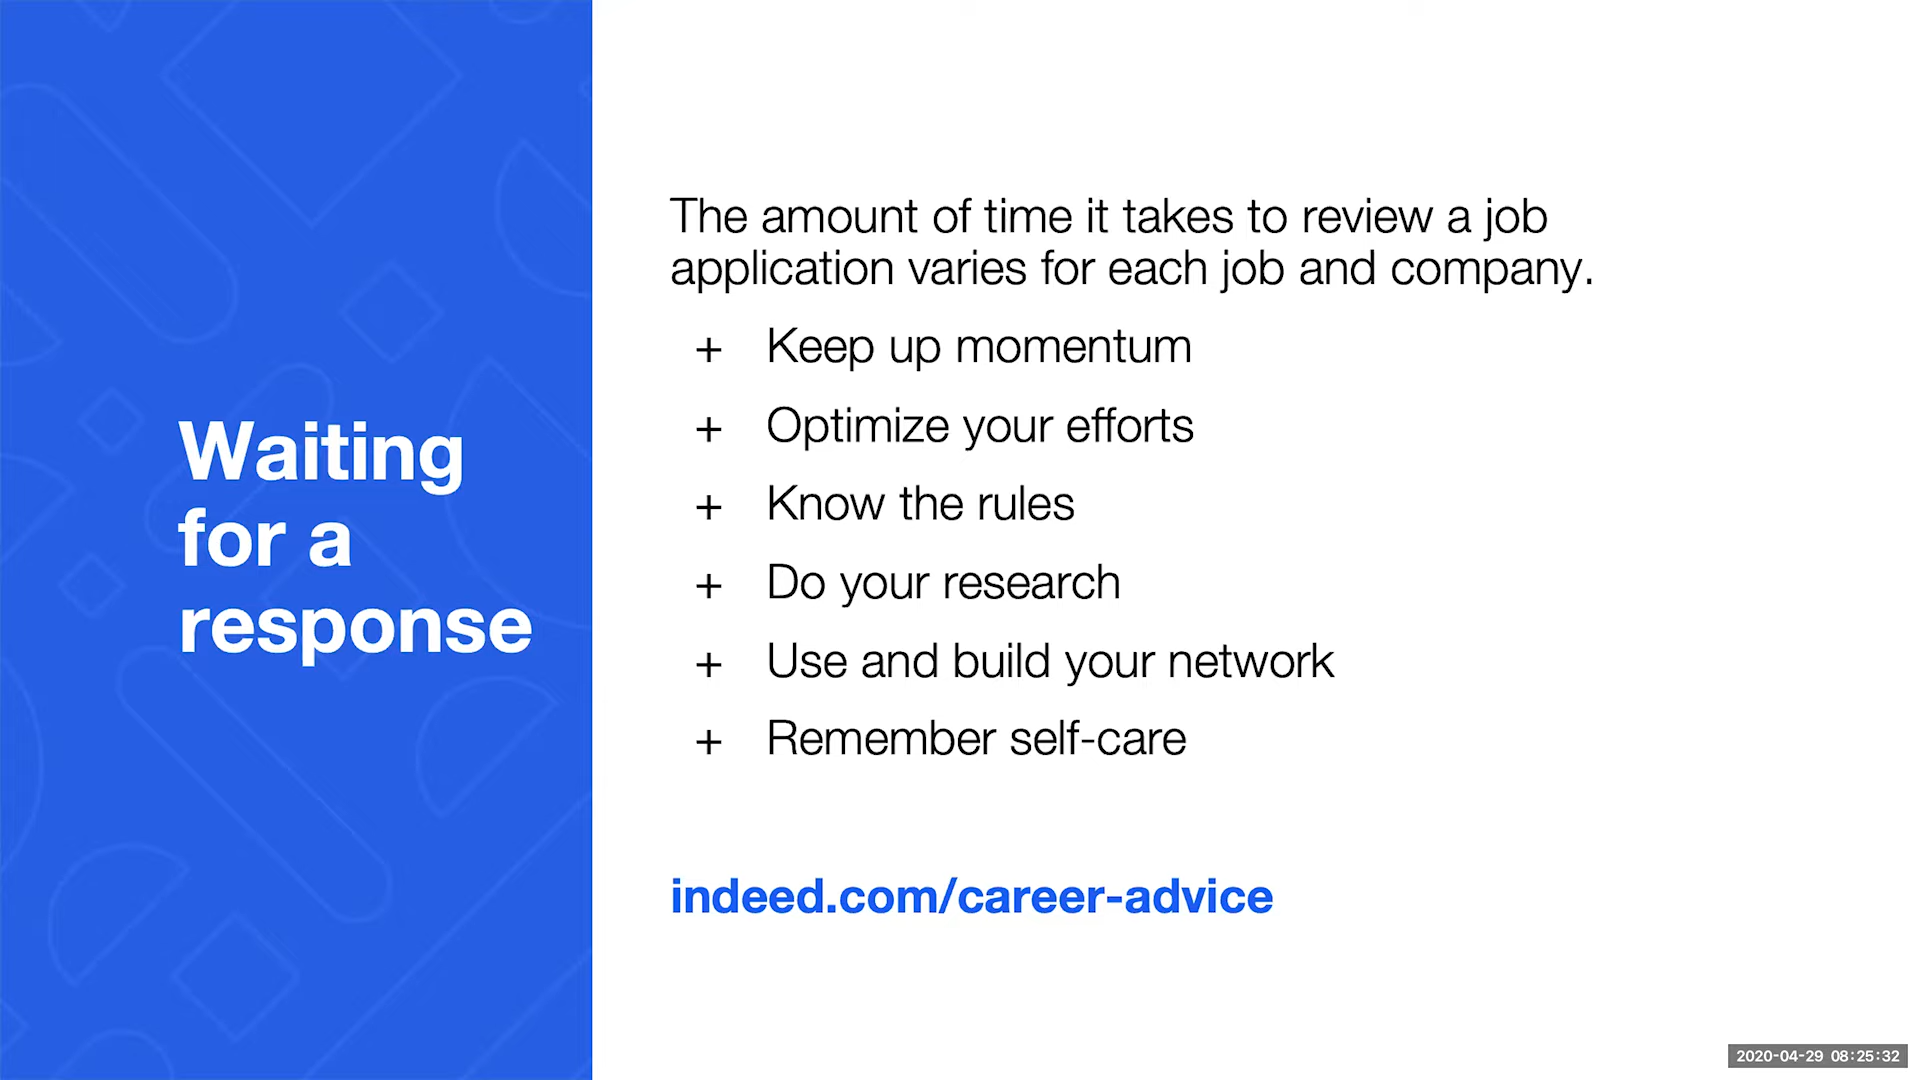 Waiting
for a
response
The amount of time it takes to review a job
application varies for each job and company.
+ Keep up momentum
+ Optimize your efforts
+ Know the rules
+ Do your research
+ Use and build your network
+ Remember self-care
indeed.com/career-advice
2020-04-29 08:25:32